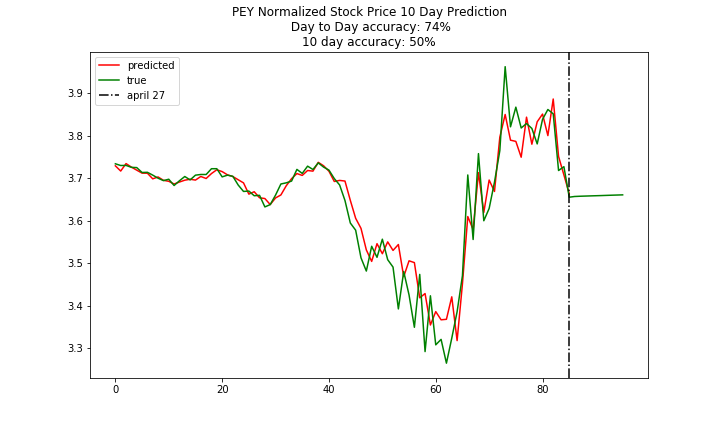 PEY Normalized Stock Price 10 Day Prediction
Day to Day accuracy: 74%
10 day accuracy: 50%
predicted
true
april 27
3.9
3.8
3.7
3.6
3.5
3.4
3.3
0
20
40
60
80